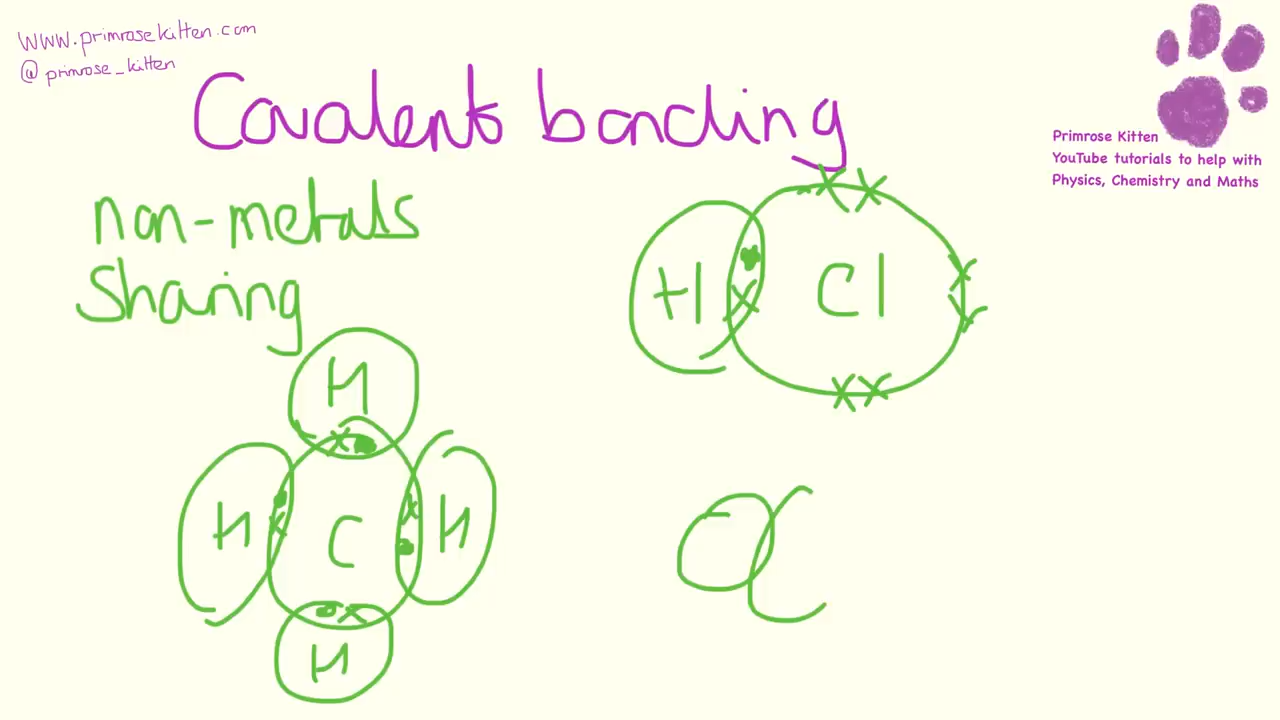 www.primrosekitten.com
@primrose_kitten
Covalent bonding
Primrose Kitten
YouTube tutorials to help with
Physics, Chemistry and Maths
non-metals
sharing
H Cl
H
H C H
H